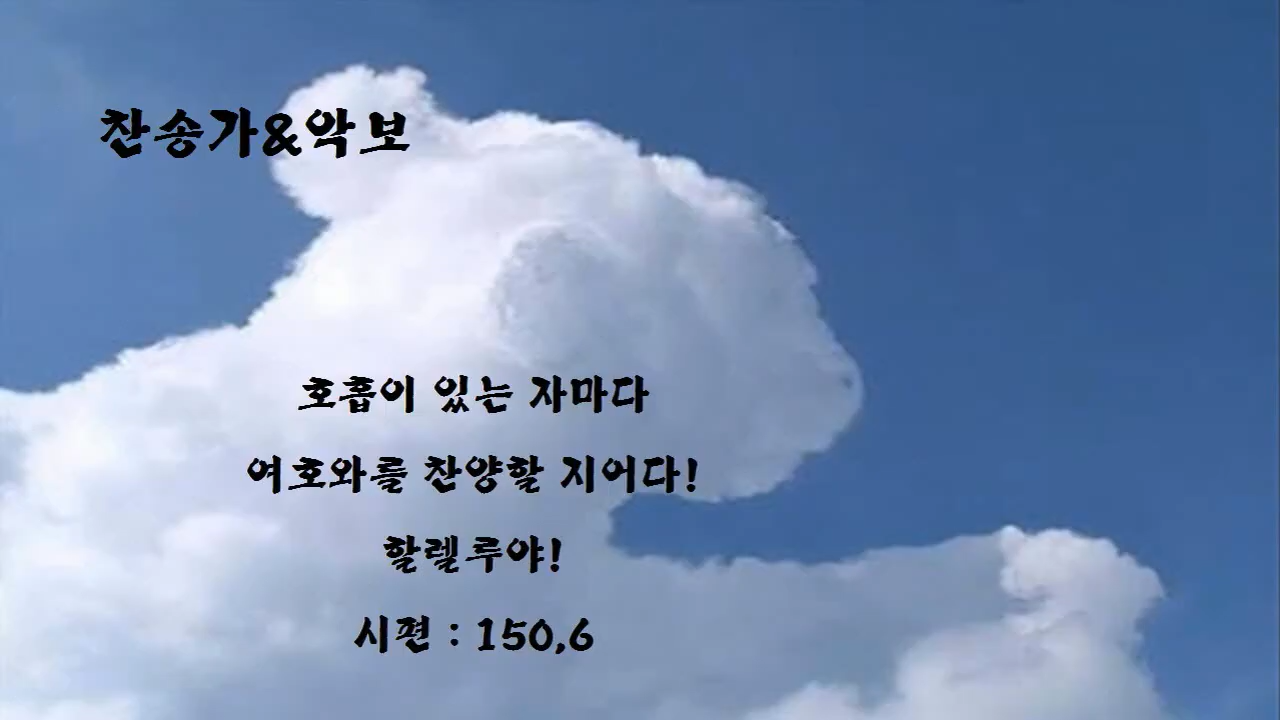 찬송가&악보
호흡이 있는 자마다
여호와를 찬양할 지어다!
할렐루야!
시편 : 150,6